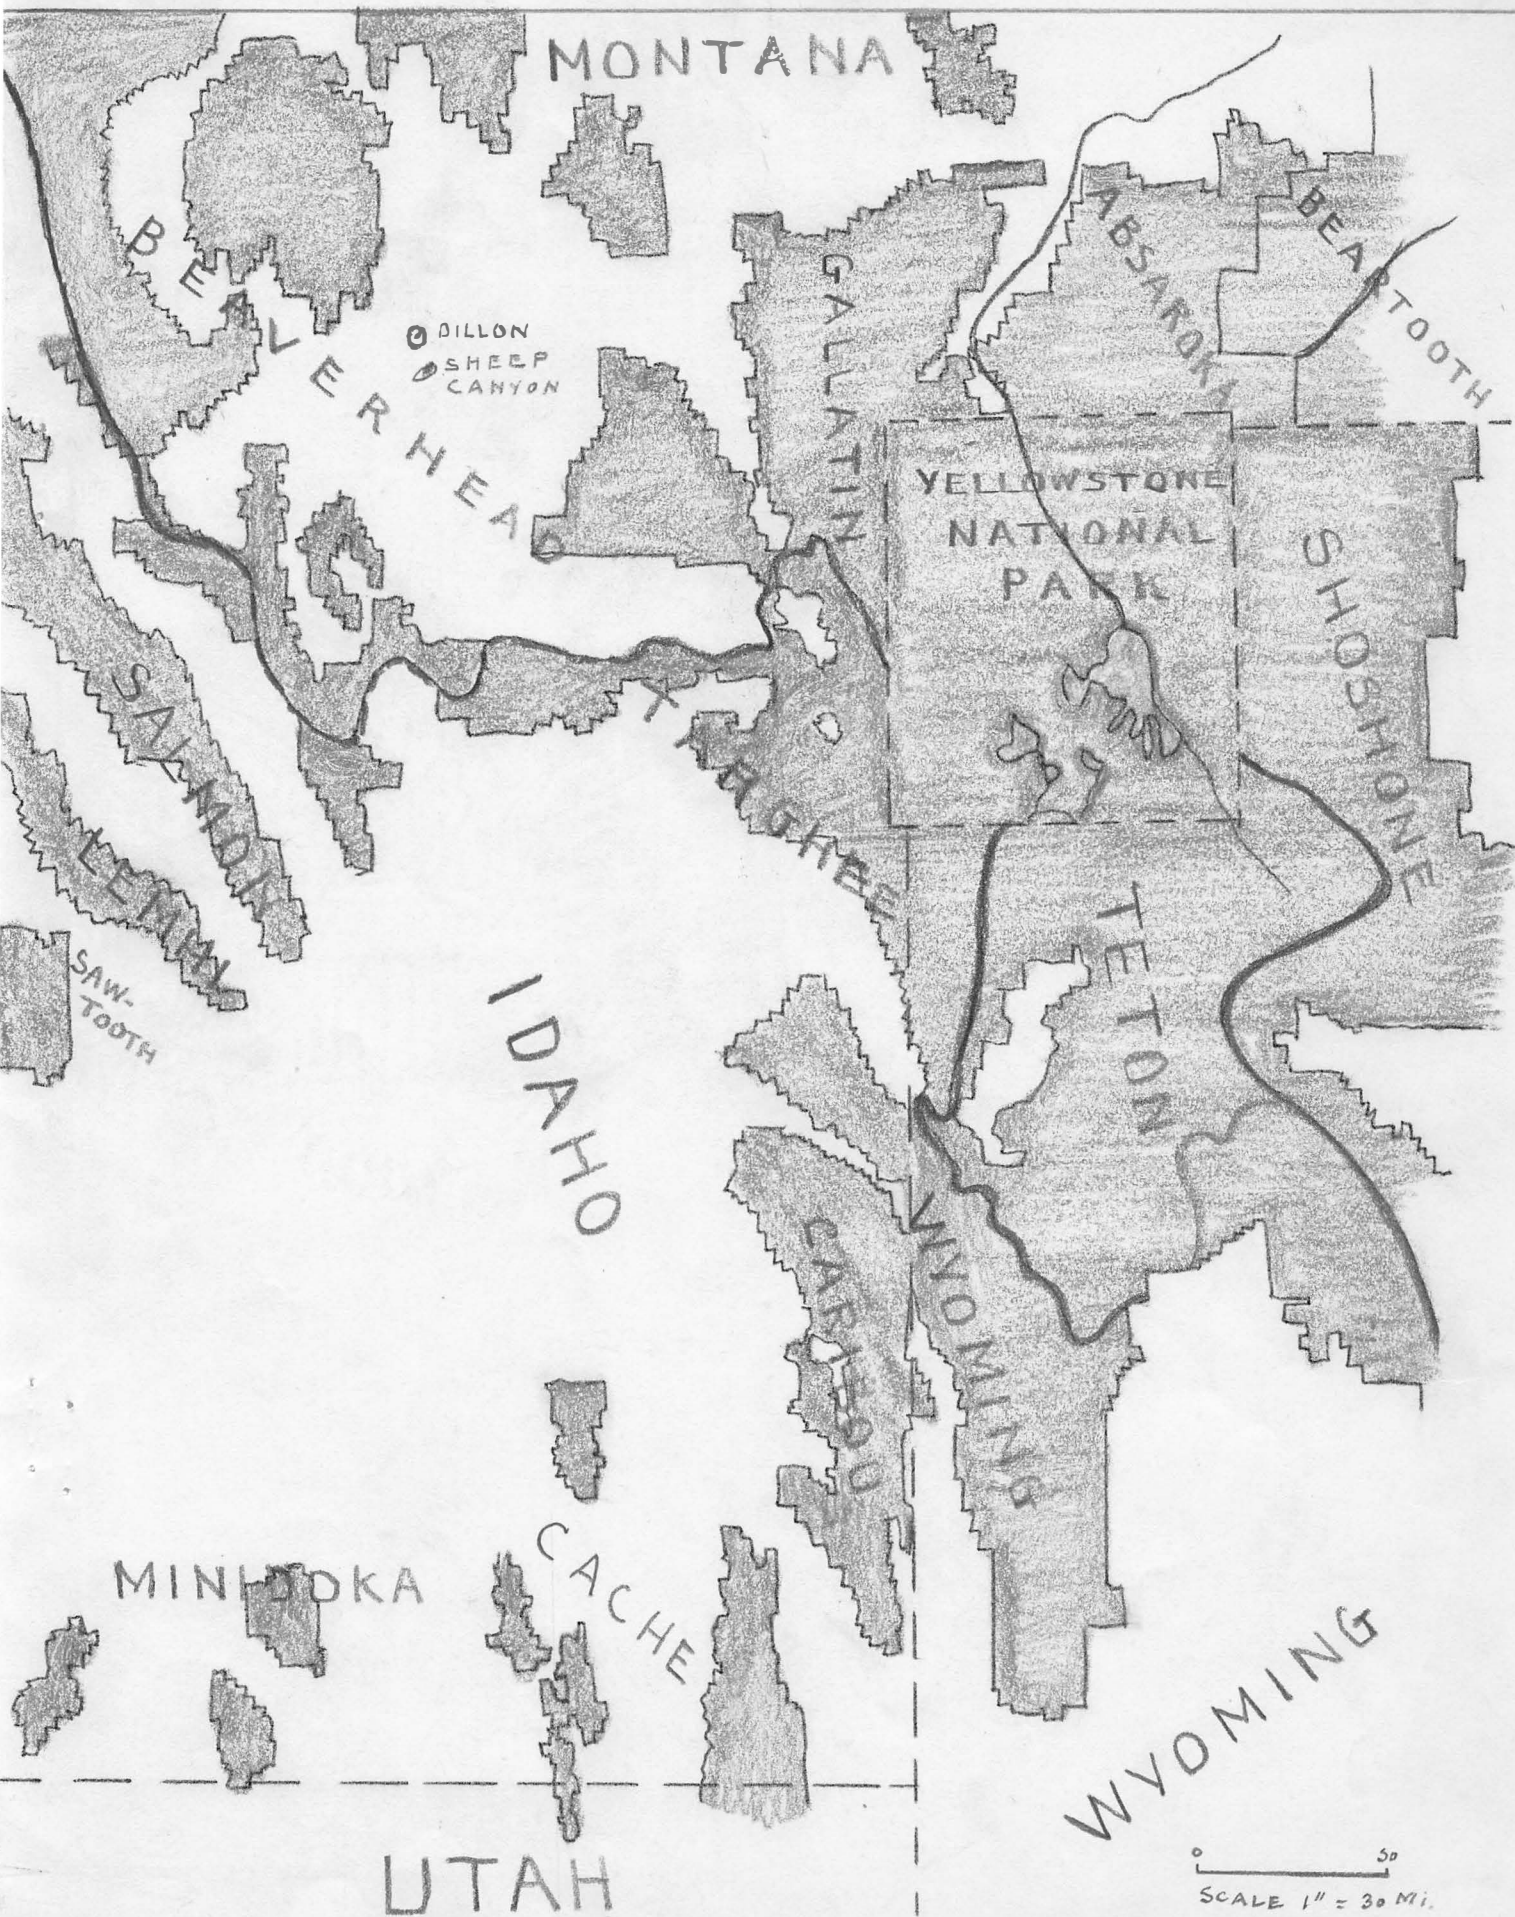 MONTANA
BEAVERHEAD
DILLON
SHEEP
CANYON
GALLATIN
ABSAROKA
BEARTOOTH
YELLOWSTONE
NATIONAL
PARK
SHOSHONE
SALMON
LEMHI
SAW-
TOOTH
TARGHEE
TETON
IDAHO
CARIBOU
WYOMING
CACHE
MINIDOKA
WYOMING
UTAH
0 50
SCALE 1" = 30 Mi.